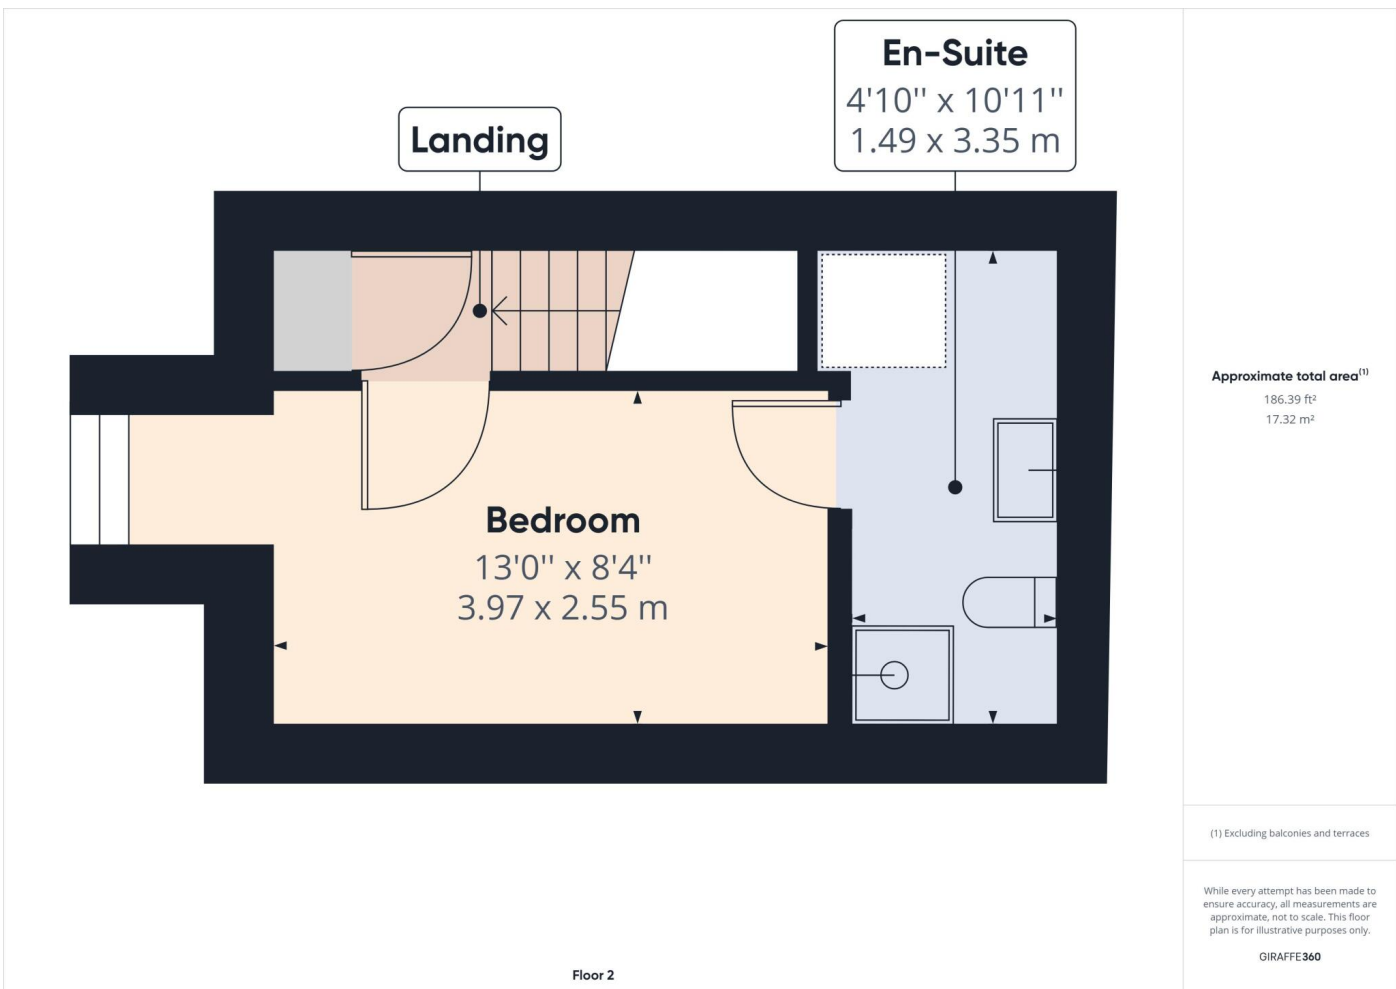 Landing
En-Suite
4'10'' x 10'11''
1.49 x 3.35 m
Bedroom
13'0'' x 8'4''
3.97 x 2.55 m
Floor 2
Approximate total area(1)
186.39 ft²
17.32 m²
(1) Excluding balconies and terraces
While every attempt has been made to
ensure accuracy, all measurements are
approximate, not to scale. This floor
plan is for illustrative purposes only.
GIRAFFE360